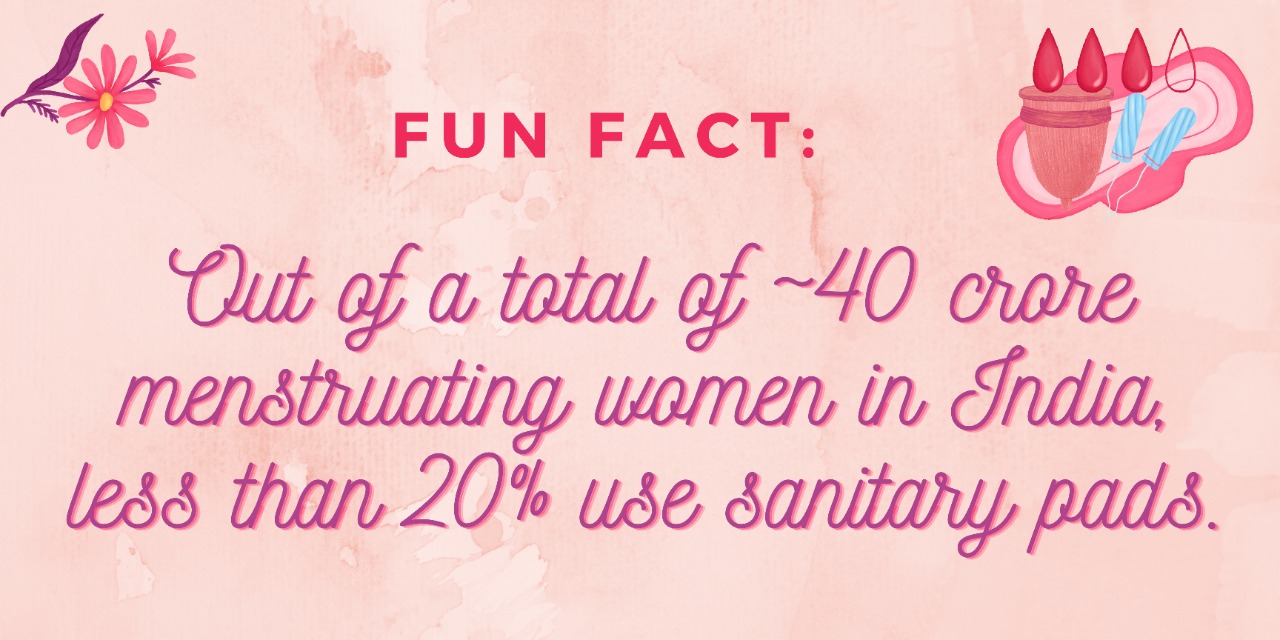 FUN FACT:
Out of a total of ~40 crore
menstruating women in India,
less than 20% use sanitary pads.